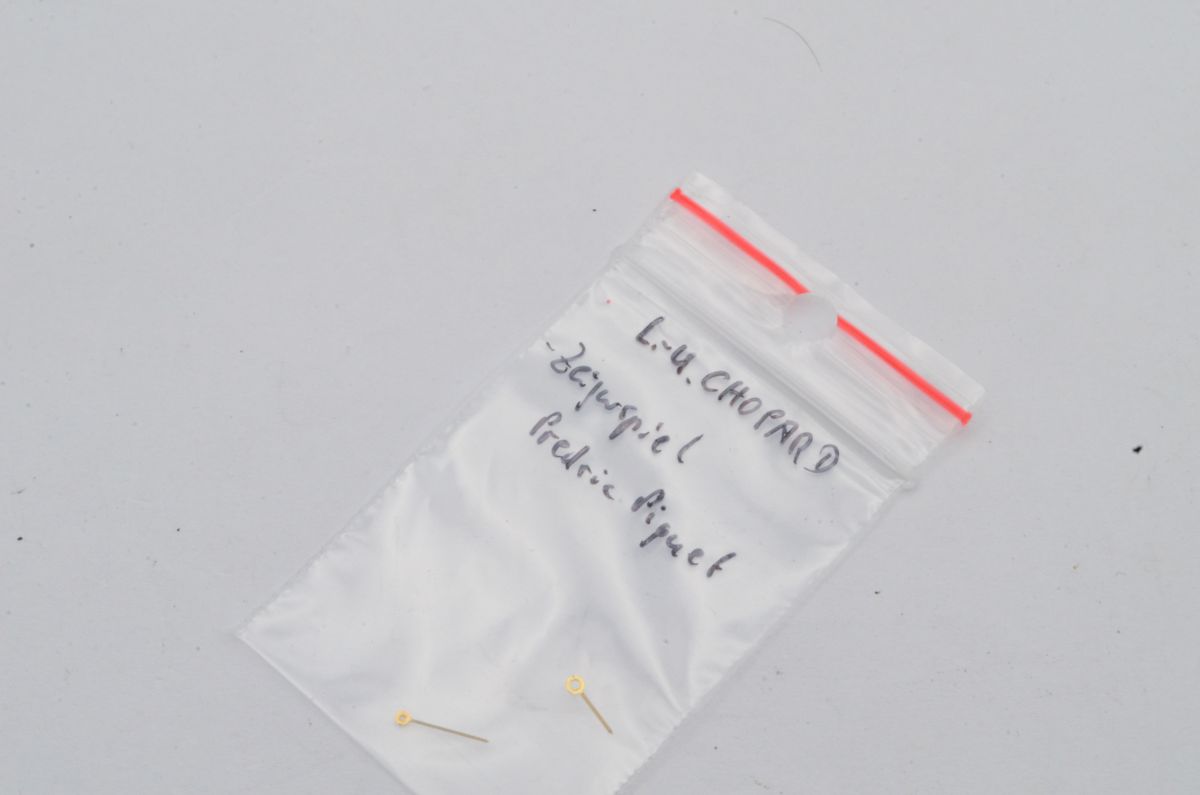 L.-U. CHOPARD
-Zeigerspiel
Fredric Piguet